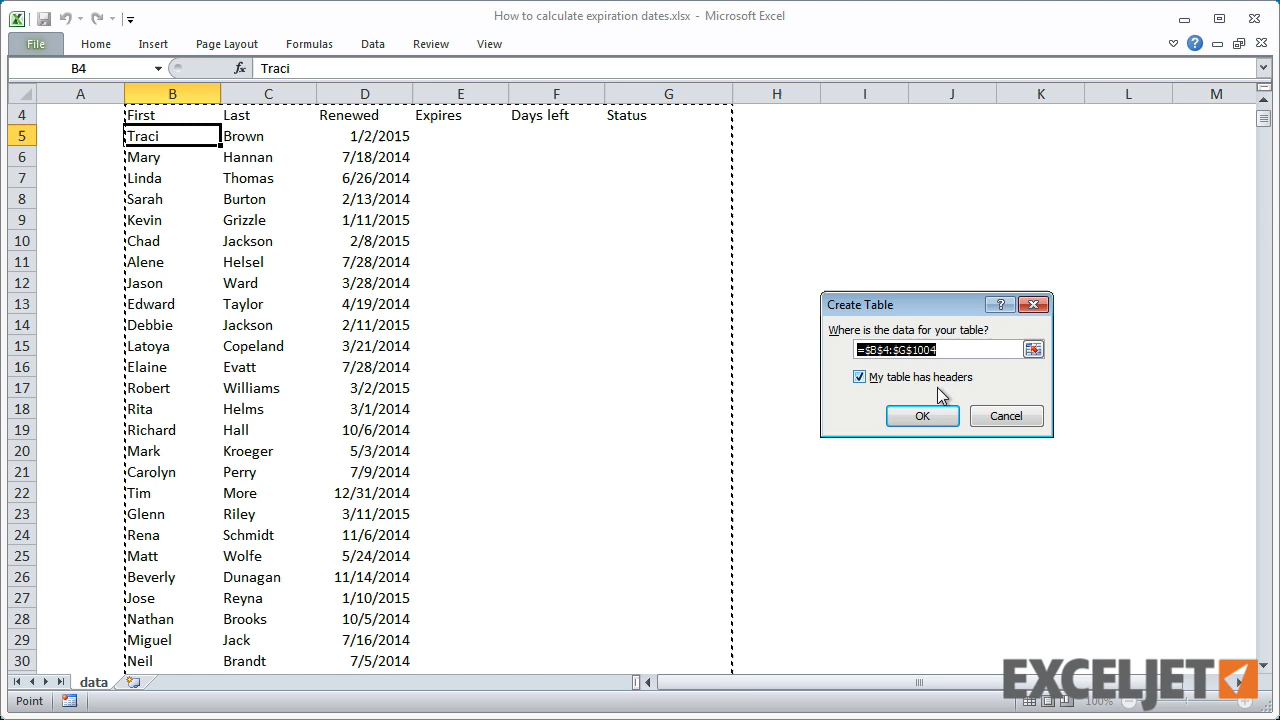 How to calculate expiration dates.xlsx - Microsoft Excel
File Home Insert Page Layout Formulas Data Review View
B4 fx Traci
A B C D E F G H I J K L M
4 First Last Renewed Expires Days left Status
5 Traci Brown 1/2/2015
6 Mary Hannan 7/18/2014
7 Linda Thomas 6/26/2014
8 Sarah Burton 2/13/2014
9 Kevin Grizzle 1/11/2015
10 Chad Jackson 2/8/2015
11 Alene Helsel 7/28/2014
12 Jason Ward 3/28/2014
13 Edward Taylor 4/19/2014
14 Debbie Jackson 2/11/2015
15 Latoya Copeland 3/21/2014
16 Elaine Evatt 7/28/2014
17 Robert Williams 3/2/2015
18 Rita Helms 3/1/2014
19 Richard Hall 10/6/2014
20 Mark Kroeger 5/3/2014
21 Carolyn Perry 7/9/2014
22 Tim More 12/31/2014
23 Glenn Riley 3/11/2015
24 Rena Schmidt 11/6/2014
25 Matt Wolfe 5/24/2014
26 Beverly Dunagan 11/14/2014
27 Jose Reyna 1/10/2015
28 Nathan Brooks 10/5/2014
29 Miguel Jack 7/16/2014
30 Neil Brandt 7/5/2014
Create Table
Where is the data for your table?
=$B$4:$G$1004
My table has headers
OK Cancel
data
EXCELJET
Point 100%